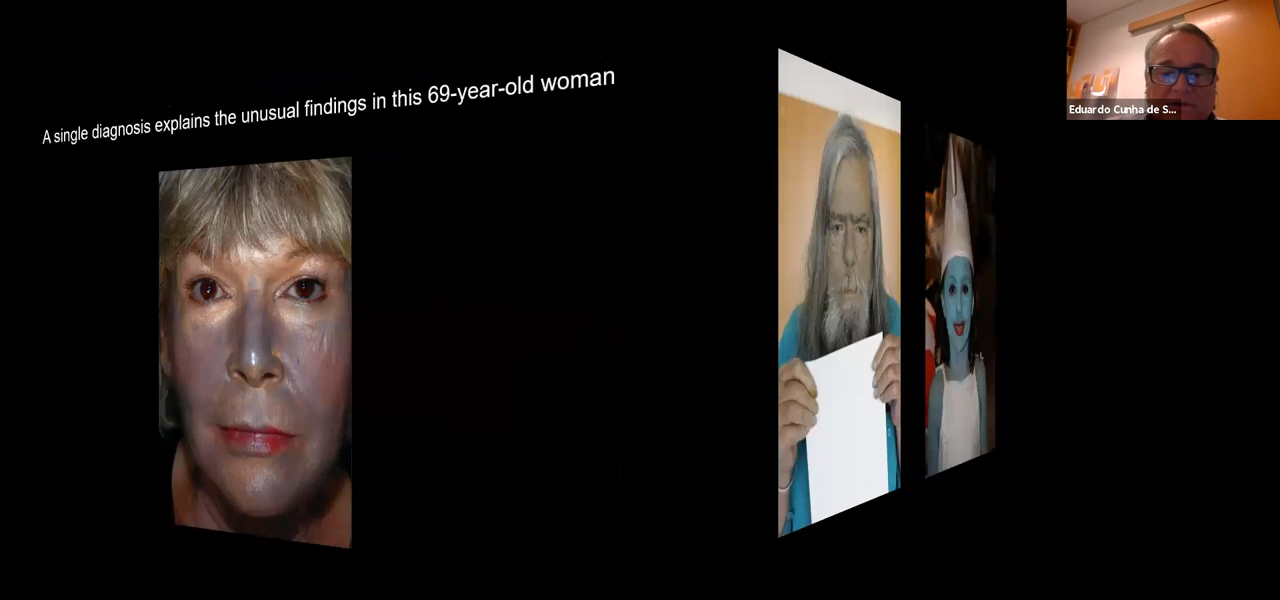 A single diagnosis explains the unusual findings in this 69-year-old woman
Eduardo Cunha de S...